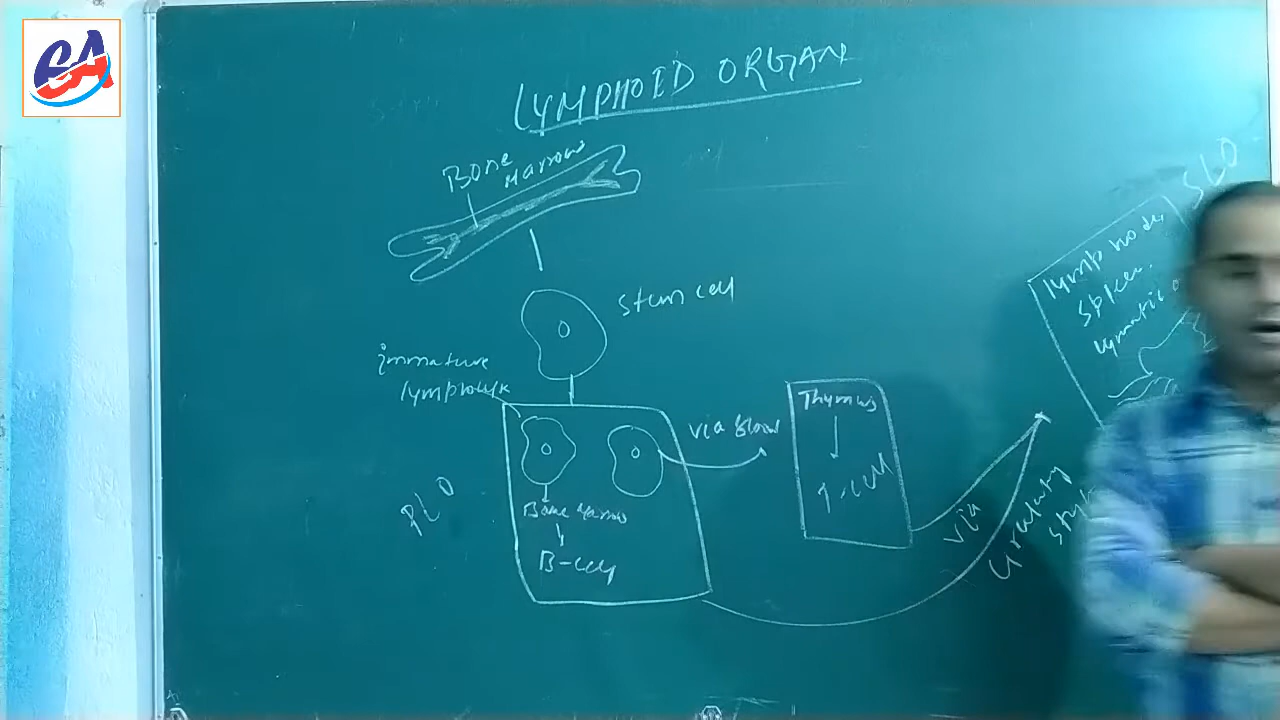 LYMPHOID ORGAN
Bone
Marrow
Stem cell
immature
lymphocyte
Bone Marrow
B-cell
PLO
via blood
Thymus
T-cell
via
SLO
lymph node
Spleen